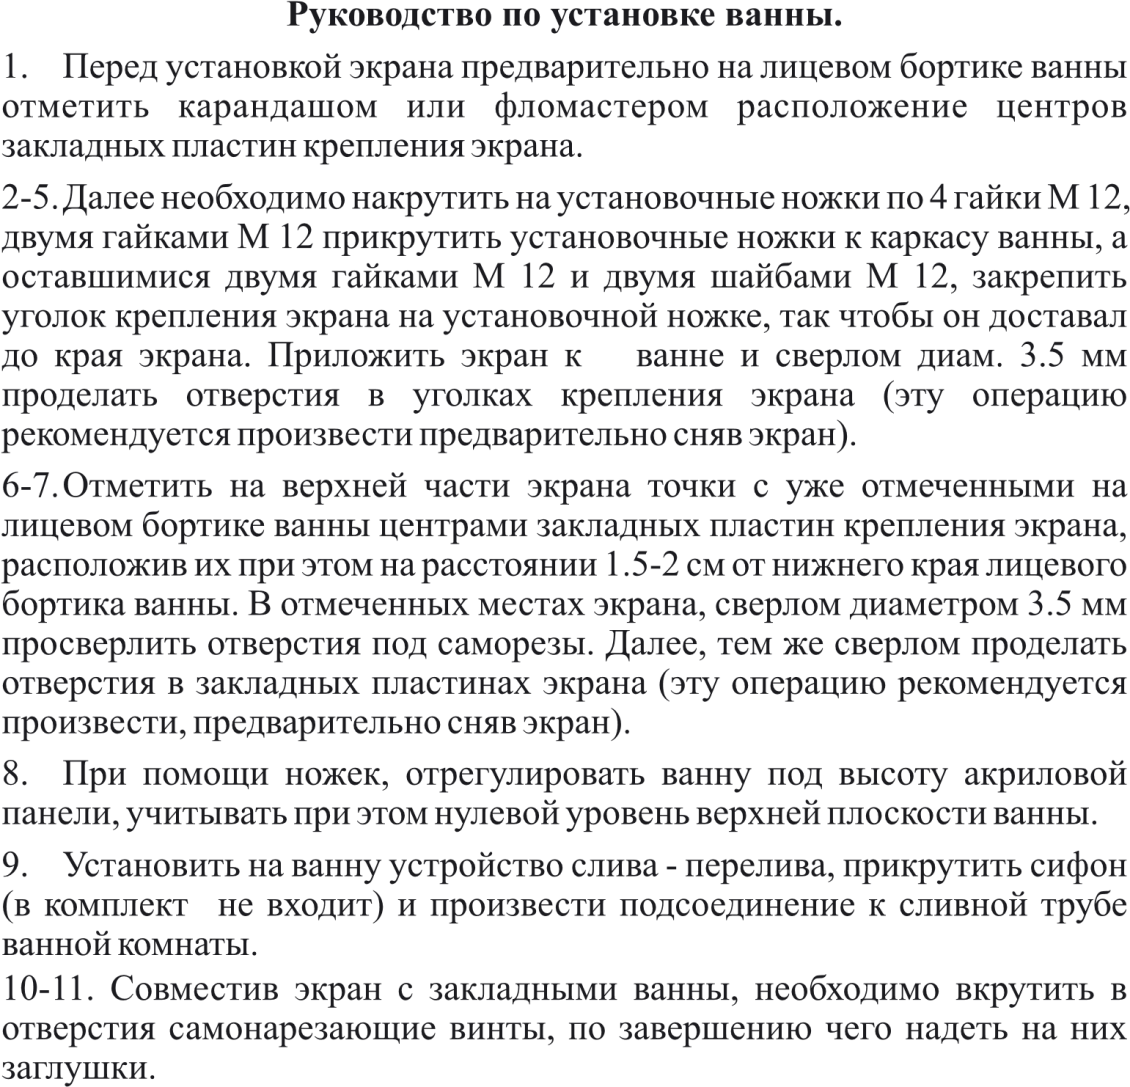 Руководство по установке ванны.
1. Перед установкой экрана предварительно на лицевом бортике ванны
отметить карандашом или фломастером расположение центров
закладных пластин крепления экрана.
2-5. Далее необходимо накрутить на установочные ножки по 4 гайки М 12,
двумя гайками М 12 прикрутить установочные ножки к каркасу ванны, а
оставшимися двумя гайками М 12 и двумя шайбами М 12, закрепить
уголок крепления экрана на установочной ножке, так чтобы он доставал
до края экрана. Приложить экран к ванне и сверлом диам. 3.5 мм
проделать отверстия в уголках крепления экрана (эту операцию
рекомендуется произвести предварительно сняв экран).
6-7. Отметить на верхней части экрана точки с уже отмеченными на
лицевом бортике ванны центрами закладных пластин крепления экрана,
расположив их при этом на расстоянии 1.5-2 см от нижнего края лицевого
бортика ванны. В отмеченных местах экрана, сверлом диаметром 3.5 мм
просверлить отверстия под саморезы. Далее, тем же сверлом проделать
отверстия в закладных пластинах экрана (эту операцию рекомендуется
произвести, предварительно сняв экран).
8. При помощи ножек, отрегулировать ванну под высоту акриловой
панели, учитывать при этом нулевой уровень верхней плоскости ванны.
9. Установить на ванну устройство слива - перелива, прикрутить сифон
(в комплект не входит) и произвести подсоединение к сливной трубе
ванной комнаты.
10-11. Совместив экран с закладными ванны, необходимо вкрутить в
отверстия самонарезающие винты, по завершению чего надеть на них
заглушки.